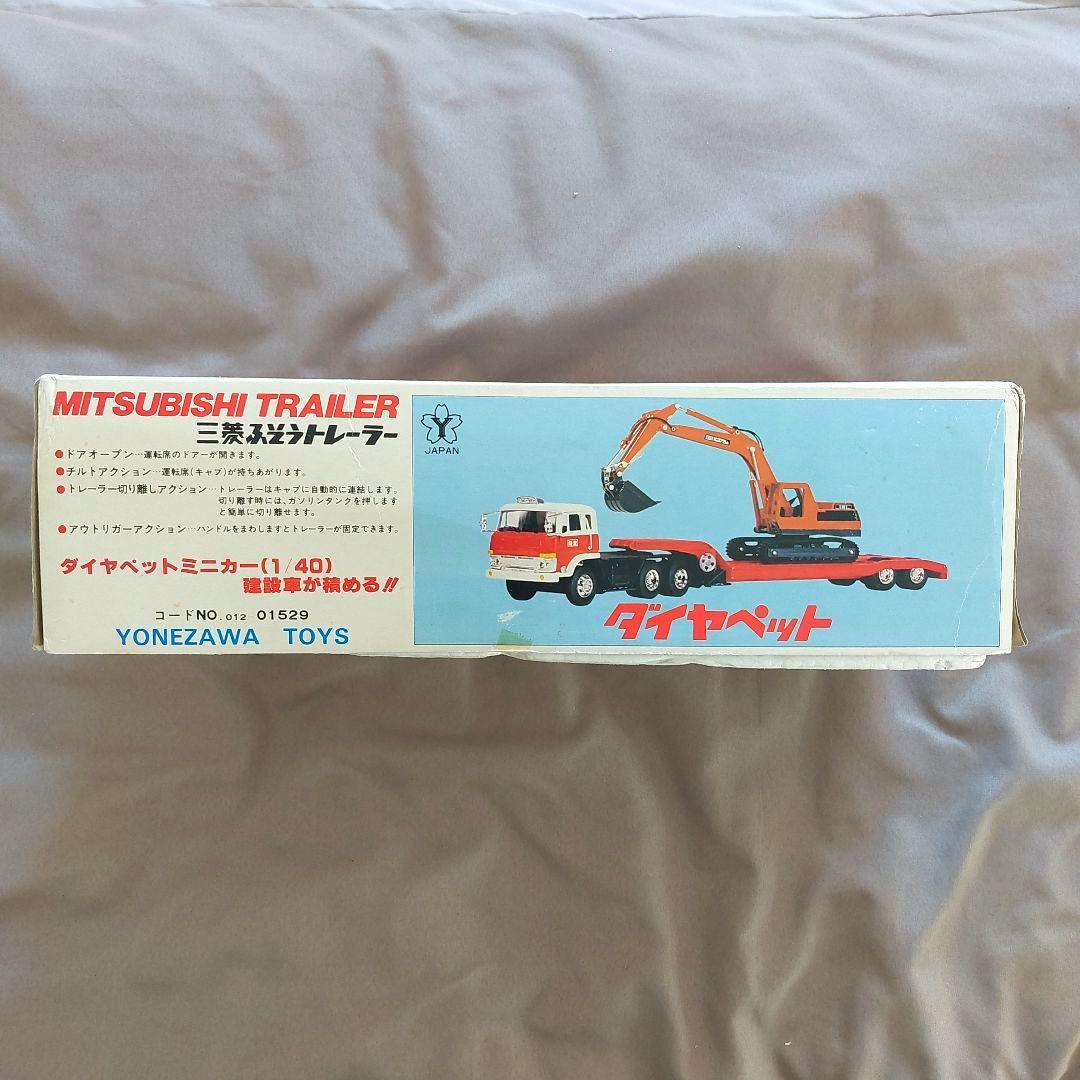 MITSUBISHI TRAILER
三菱ふそうトレーラー
●ドアオープン…運転席のドアーが開きます。
●チルトアクション…運転席(キャブ)が持ちあがります。
●トレーラー切り離しアクション…トレーラーはキャブに自動的に連結します。
切り離す時には、ガソリンタンクを押します
と簡単に切り離せます。
●アウトリガーアクション…ハンドルをまわしますとトレーラーが固定できます。
ダイヤペットミニカー(1/40)
建設車が積める!!
コードNO.012 01529
YONEZAWA TOYS
Y
JAPAN
ダイヤペット